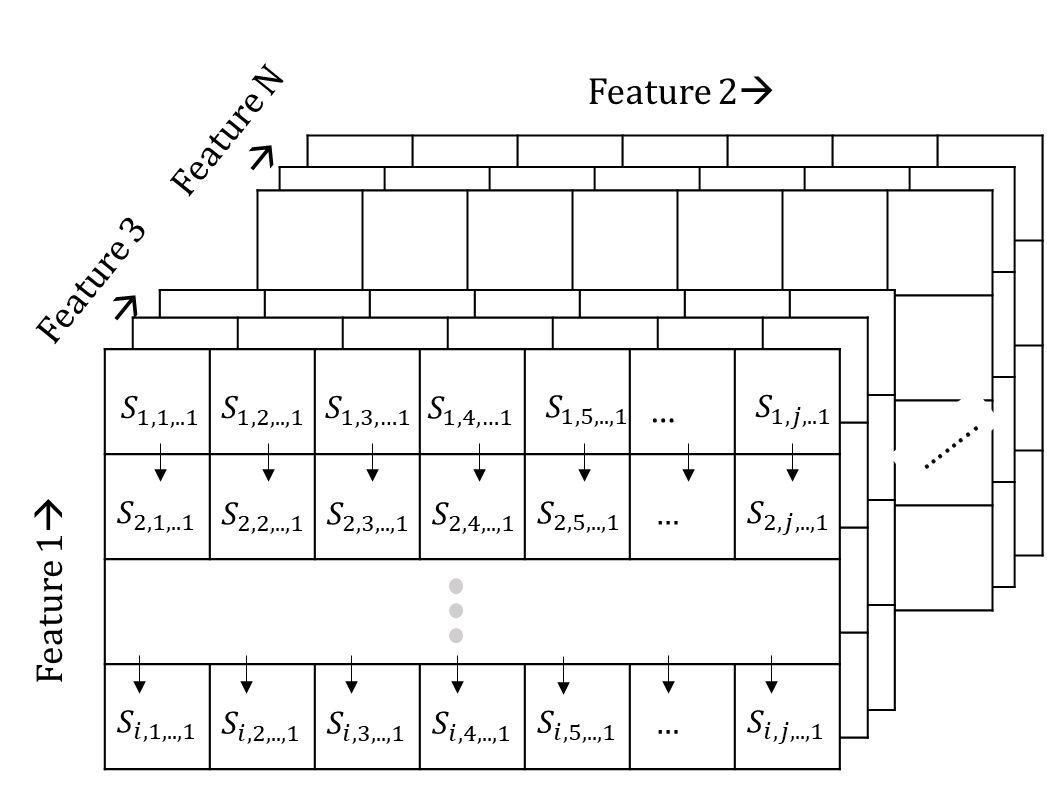 Feature 2→
Feature N →
Feature 3 →
Feature 1→
S1,1,..1 S1,2,..,1 S1,3,...1 S1,4,...1 S1,5,..,1 ... S1,j,..1
S2,1,..1 S2,2,..,1 S2,3,..,1 S2,4,..,1 S2,5,..,1 ... S2,j,..,1
Si,1,..,1 Si,2,..,1 Si,3,..,1 Si,4,..,1 Si,5,..,1 ... Si,j,..,1